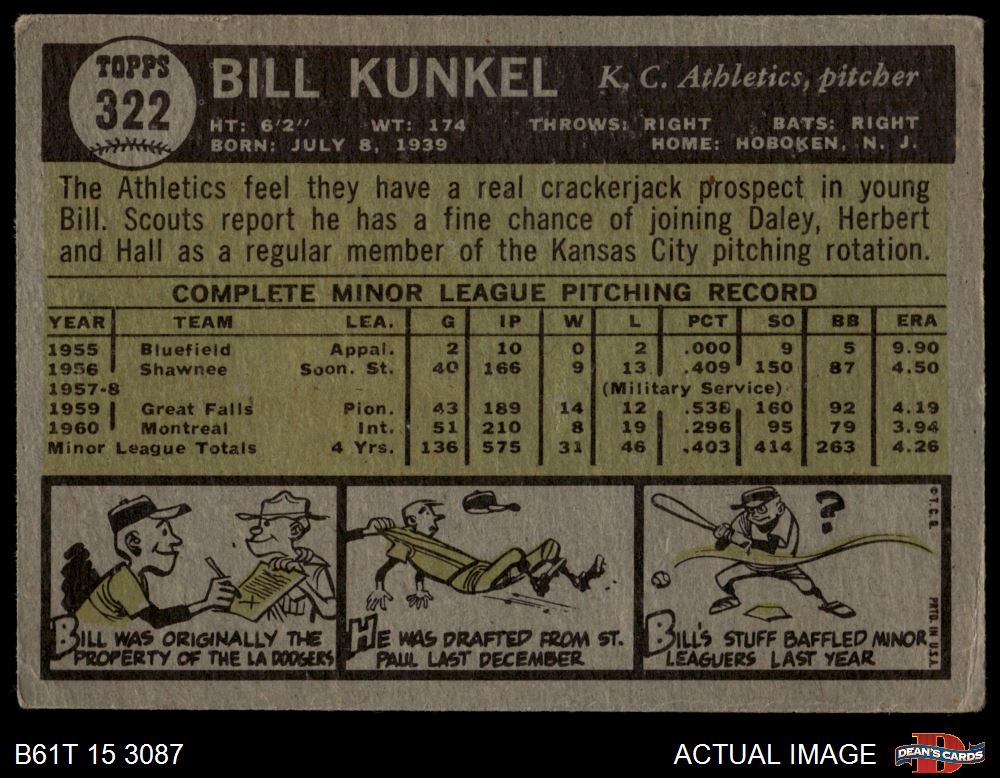 TOPPS
322
BILL KUNKEL K. C. Athletics, pitcher
HT: 6'2" WT: 174 THROWS: RIGHT BATS: RIGHT
BORN: JULY 8, 1939 HOME: HOBOKEN, N. J.
The Athletics feel they have a real crackerjack prospect in young
Bill. Scouts report he has a fine chance of joining Daley, Herbert
and Hall as a regular member of the Kansas City pitching rotation.
COMPLETE MINOR LEAGUE PITCHING RECORD
YEAR TEAM LEA. G IP W L PCT SO BB ERA
1955 Bluefield Appal. 2 10 0 2 .000 9 5 9.90
1956 Shawnee Soon. St. 40 166 9 13 .409 150 87 4.50
1957-8 (Military Service)
1959 Great Falls Pion. 43 189 14 12 .538 160 92 4.19
1960 Montreal Int. 51 210 8 19 .296 95 79 3.94
Minor League Totals 4 Yrs. 136 575 31 46 .403 414 263 4.26
BILL WAS ORIGINALLY THE
PROPERTY OF THE LA DODGERS
HE WAS DRAFTED FROM ST.
PAUL LAST DECEMBER
?
BILL'S STUFF BAFFLED MINOR
LEAGUERS LAST YEAR
© T.C.G.
PRTD. IN U.S.A.
B61T 15 3087 ACTUAL IMAGE DEAN'S CARDS